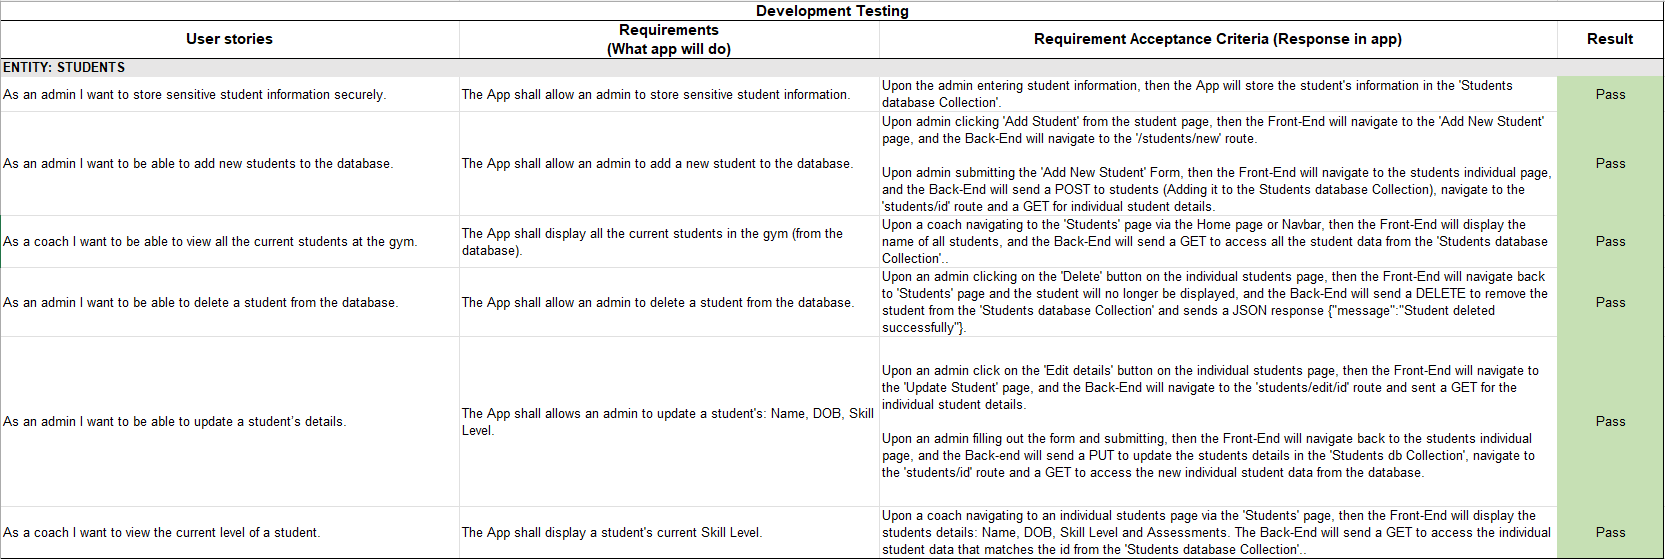 Development Testing
User stories
Requirements
(What app will do)
Requirement Acceptance Criteria (Response in app)
Result
ENTITY: STUDENTS
As an admin I want to store sensitive student information securely.
The App shall allow an admin to store sensitive student information.
Upon the admin entering student information, then the App will store the student's information in the 'Students
database Collection'.
Pass
As an admin I want to be able to add new students to the database.
The App shall allow an admin to add a new student to the database.
Upon admin clicking 'Add Student' from the student page, then the Front-End will navigate to the 'Add New Student'
page, and the Back-End will navigate to the '/students/new' route.
Upon admin submitting the 'Add New Student' Form, then the Front-End will navigate to the students individual page,
and the Back-End will send a POST to students (Adding it to the Students database Collection), navigate to the
'students/id' route and a GET for individual student details.
Pass
As a coach I want to be able to view all the current students at the gym.
The App shall display all the current students in the gym (from the
database).
Upon a coach navigating to the 'Students' page via the Home page or Navbar, then the Front-End will display the
name of all students, and the Back-End will send a GET to access all the student data from the 'Students database
Collection'..
Pass
As an admin I want to be able to delete a student from the database.
The App shall allow an admin to delete a student from the database.
Upon an admin clicking on the 'Delete' button on the individual students page, then the Front-End will navigate back
to 'Students' page and the student will no longer be displayed, and the Back-End will send a DELETE to remove the
student from the 'Students database Collection' and sends a JSON response {"message":"Student deleted
successfully"}.
Pass
As an admin I want to be able to update a student's details.
The App shall allows an admin to update a student's: Name, DOB, Skill
Level.
Upon an admin click on the 'Edit details' button on the individual students page, then the Front-End will navigate to
the 'Update Student' page, and the Back-End will navigate to the 'students/edit/id' route and sent a GET for the
individual student details.
Upon an admin filling out the form and submitting, then the Front-End will navigate back to the students individual
page, and the Back-end will send a PUT to update the students details in the 'Students db Collection', navigate to
the 'students/id' route and a GET to access the new individual student data from the database.
Pass
As a coach I want to view the current level of a student.
The App shall display a student's current Skill Level.
Upon a coach navigating to an individual students page via the 'Students' page, then the Front-End will display the
students details: Name, DOB, Skill Level and Assessments. The Back-End will send a GET to access the individual
student data that matches the id from the 'Students database Collection'..
Pass